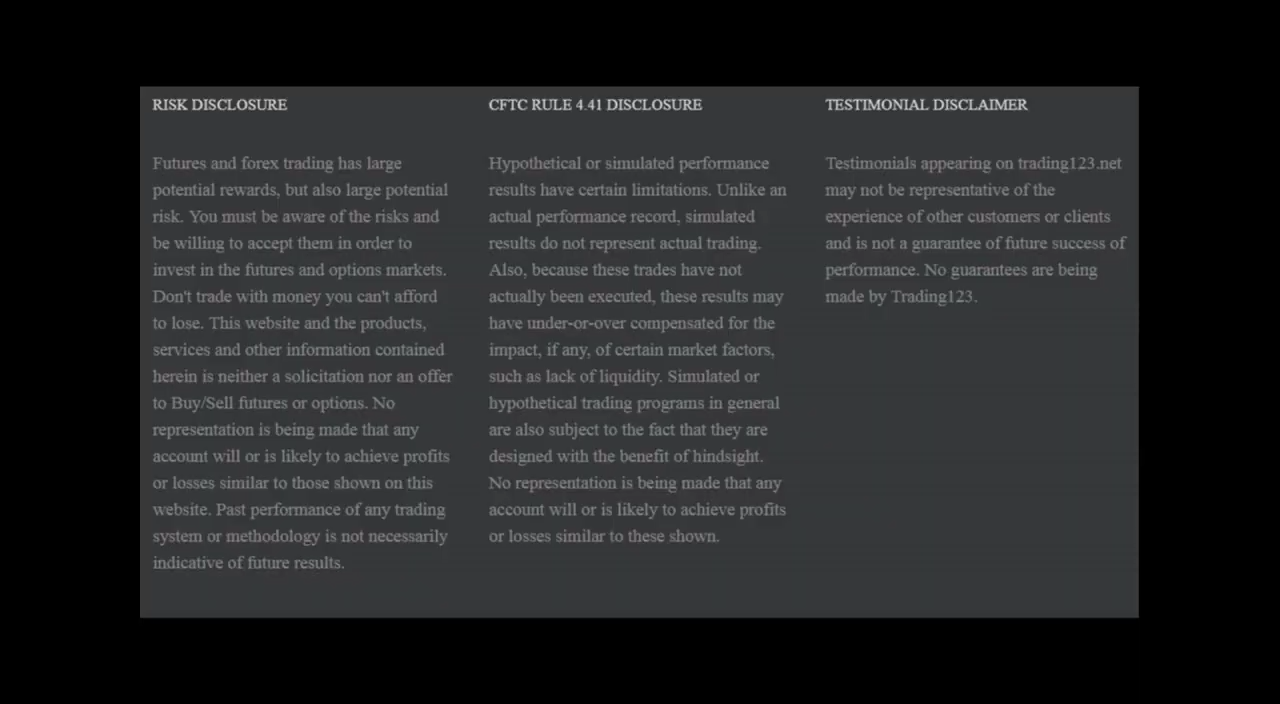 RISK DISCLOSURE
Futures and forex trading has large
potential rewards, but also large potential
risk. You must be aware of the risks and
be willing to accept them in order to
invest in the futures and options markets.
Don't trade with money you can't afford
to lose. This website and the products,
services and other information contained
herein is neither a solicitation nor an offer
to Buy/Sell futures or options. No
representation is being made that any
account will or is likely to achieve profits
or losses similar to those shown on this
website. Past performance of any trading
system or methodology is not necessarily
indicative of future results.
CFTC RULE 4.41 DISCLOSURE
Hypothetical or simulated performance
results have certain limitations. Unlike an
actual performance record, simulated
results do not represent actual trading.
Also, because these trades have not
actually been executed, these results may
have under-or-over compensated for the
impact, if any, of certain market factors,
such as lack of liquidity. Simulated or
hypothetical trading programs in general
are also subject to the fact that they are
designed with the benefit of hindsight.
No representation is being made that any
account will or is likely to achieve profits
or losses similar to these shown.
TESTIMONIAL DISCLAIMER
Testimonials appearing on trading123.net
may not be representative of the
experience of other customers or clients
and is not a guarantee of future success of
performance. No guarantees are being
made by Trading123.